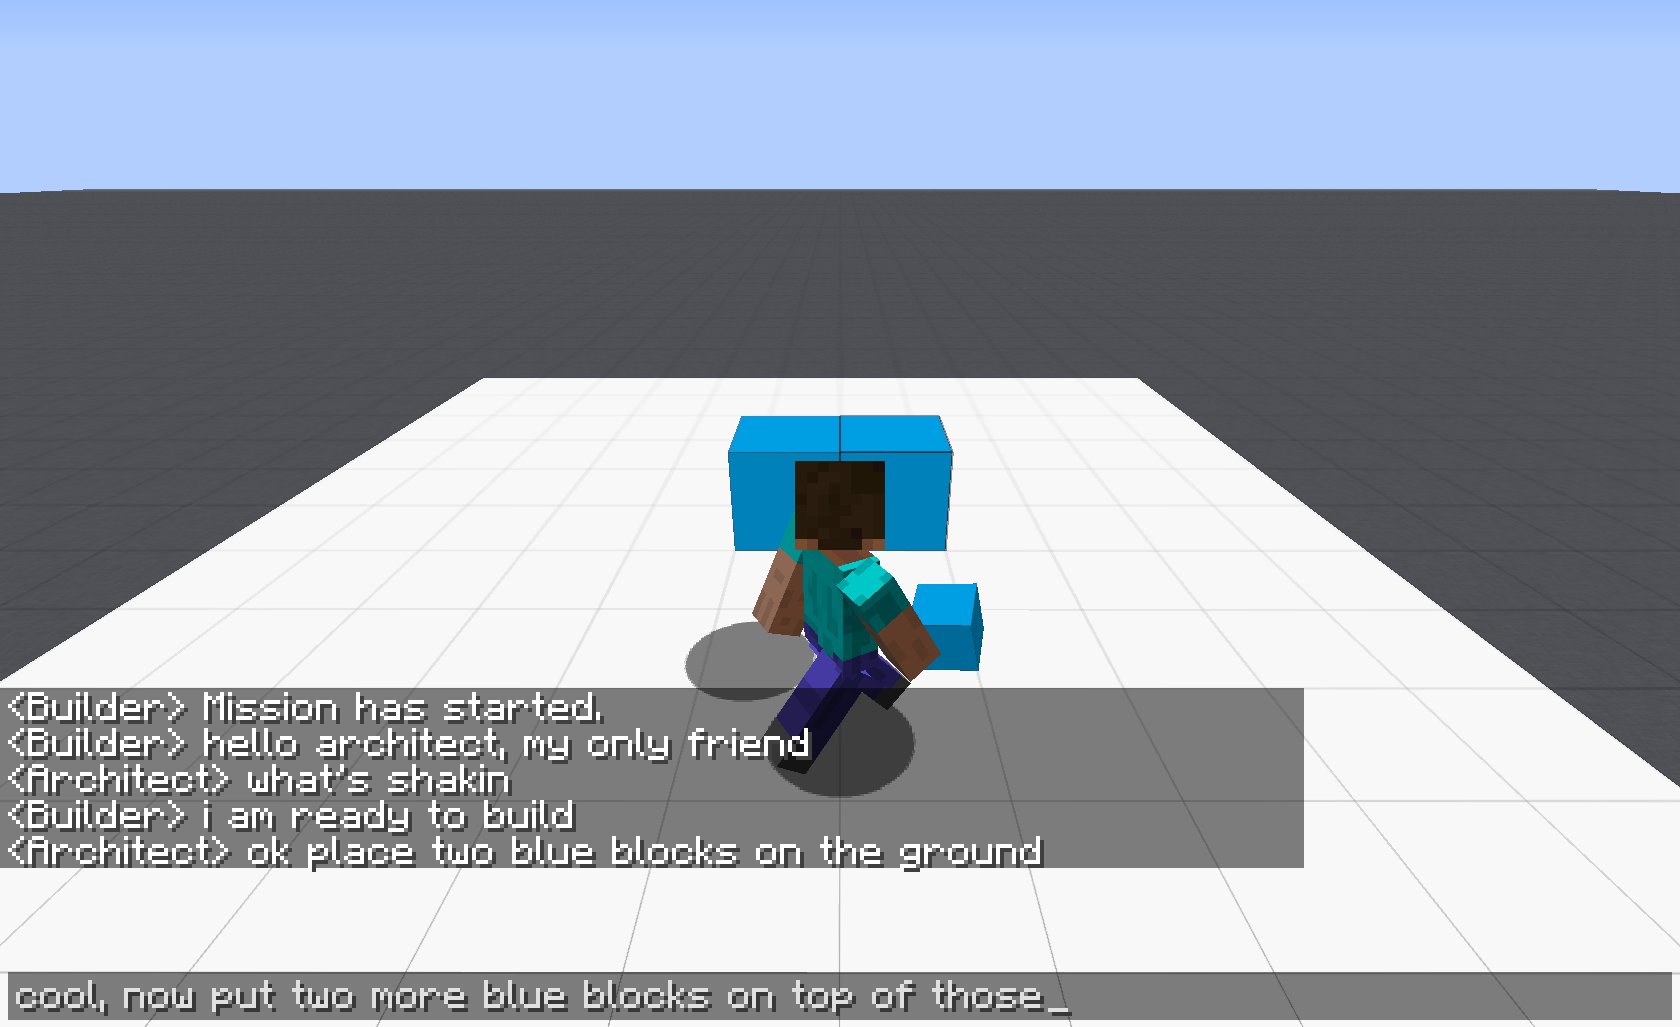 <Builder> Mission has started.
<Builder> hello architect, my only friend
<Architect> what's shakin
<Builder> i am ready to build
<Architect> ok place two blue blocks on the ground
cool, now put two more blue blocks on top of those_